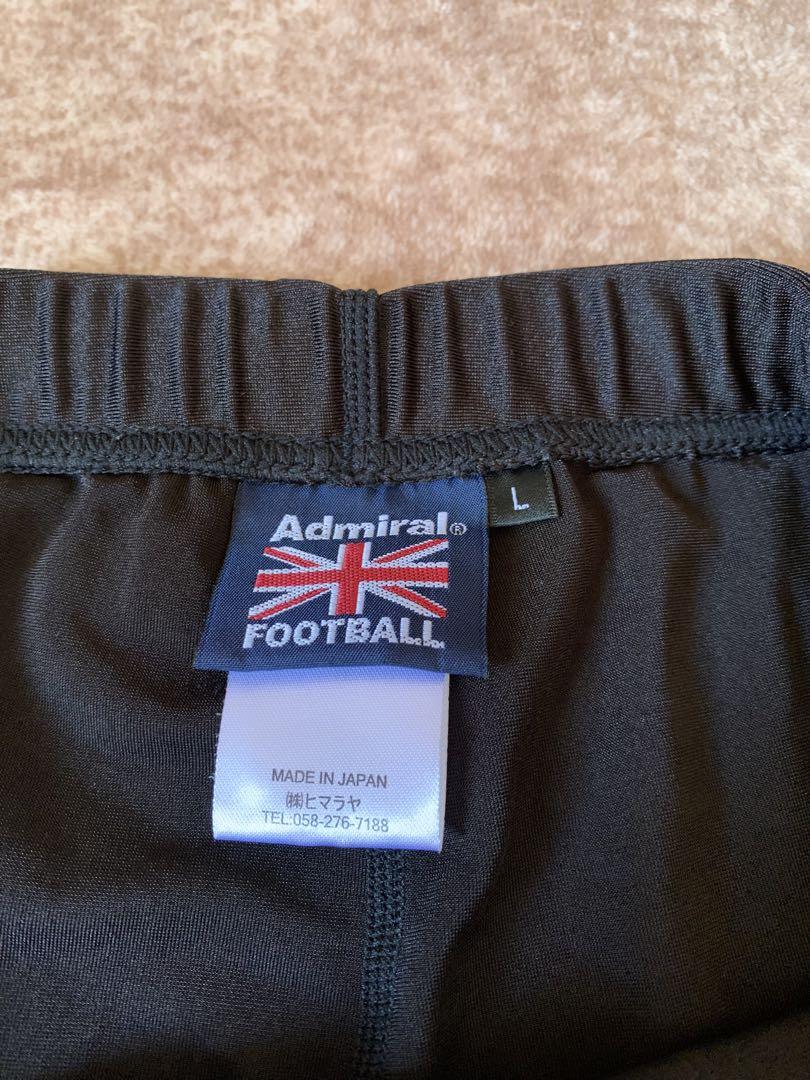 Admiral®
FOOTBALL
L
MADE IN JAPAN
㈱ヒマラヤ
TEL:058-276-7188